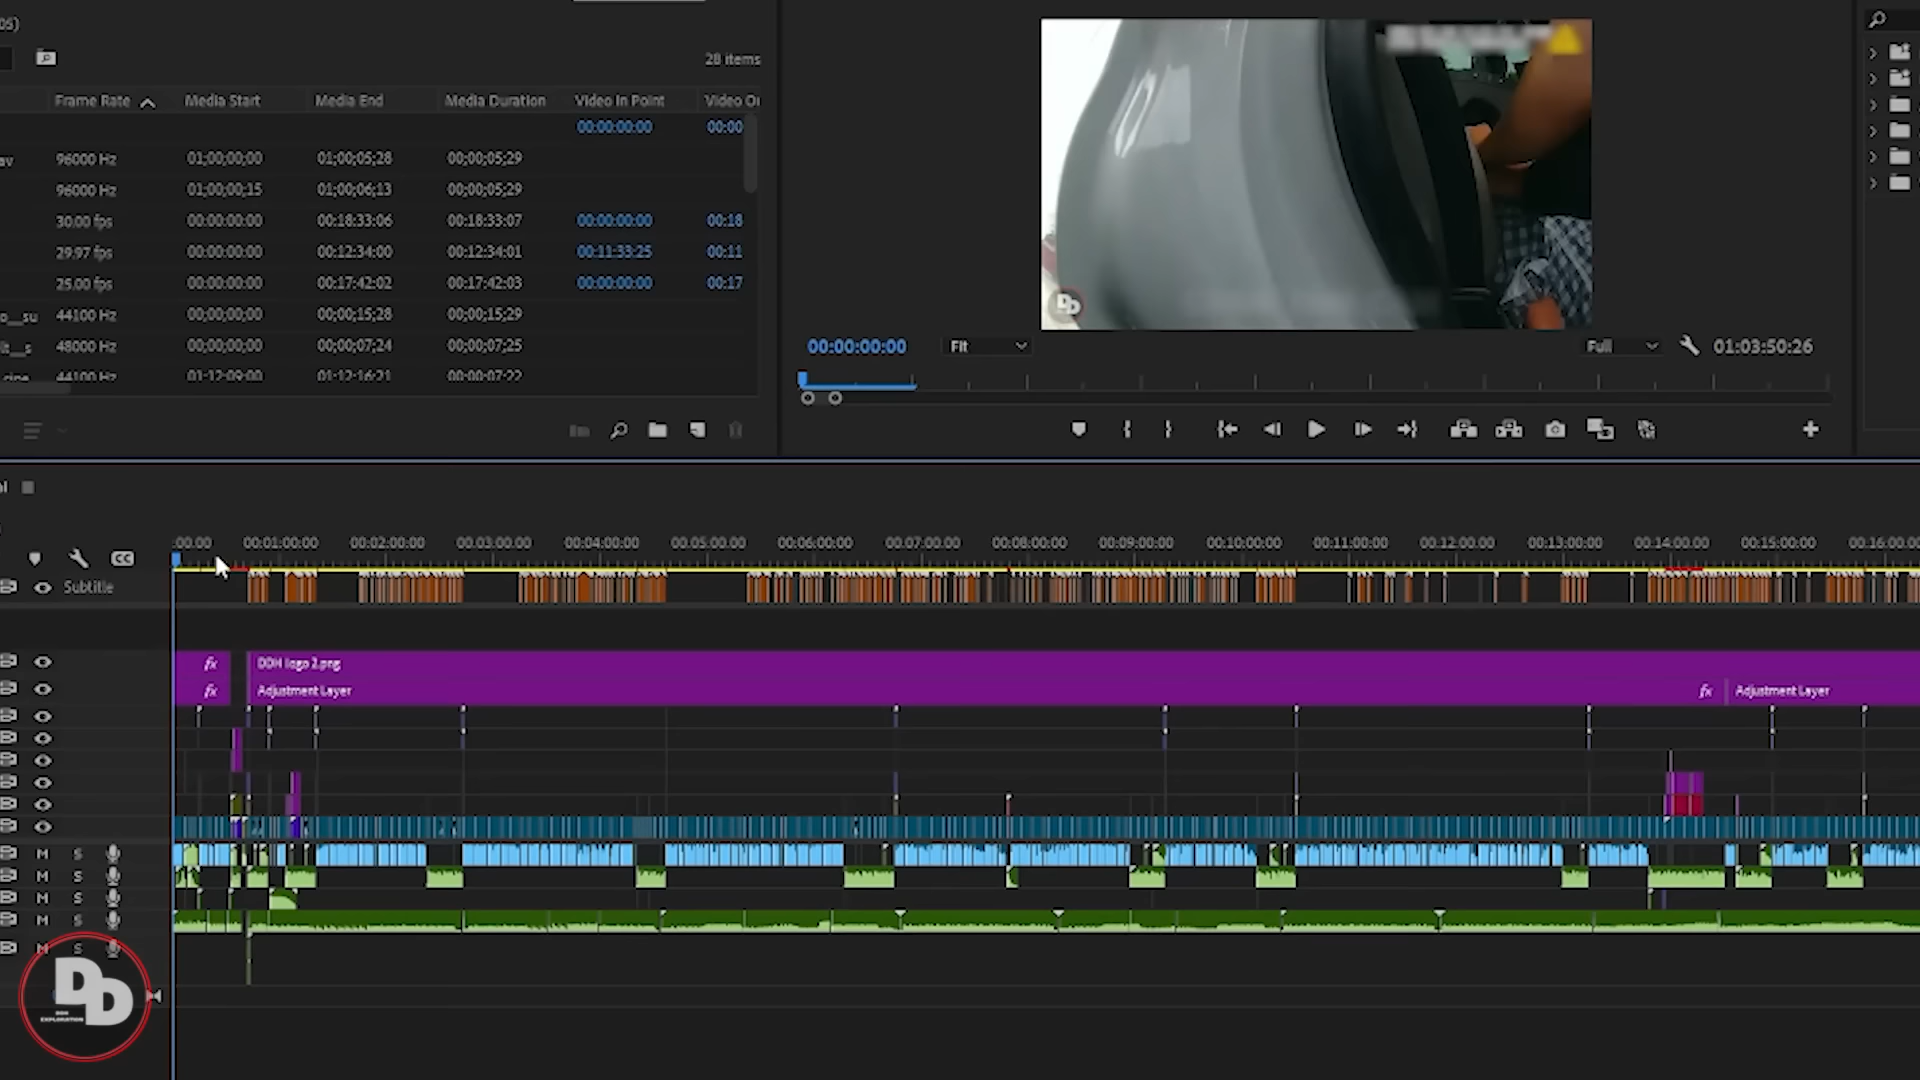 28 items
Frame Rate Media Start Media End Media Duration Video In Point Video O
00:00:00:00 00:00
av 96000 Hz 01;00;00;00 01;00;05;28 00;00;05;29
96000 Hz 01;00;00;15 01;00;06;13 00;00;05;29
30.00 fps 00:00:00:00 00:18:33:06 00:18:33:07 00:00:00:00 00:18
29.97 fps 00:00:00:00 00:12:34:00 00:12:34:01 00:11:33:25 00:11
25.00 fps 00:00:00:00 00:17:42:02 00:17:42:03 00:00:00:00 00:17
o__su 44100 Hz 00;00;00;00 00;00;15;28 00;00;15;29
lt__s 48000 Hz 00;00;00;00 00;00;07;24 00;00;07;25
44100 Hz 01:12:09:00 01:12:16:21 00:00:07:22
DD
00:00:00:00 Fit Full 01:03:50:26
:00:00 00:01:00:00 00:02:00:00 00:03:00:00 00:04:00:00 00:05:00:00 00:06:00:00 00:07:00:00 00:08:00:00 00:09:00:00 00:10:00:00 00:11:00:00 00:12:00:00 00:13:00:00 00:14:00:00 00:15:00:00 00:16:00:00
CC
Subtitle
fx DDH logo 2.png
fx Adjustment Layer fx Adjustment Layer
M S
M S
M S
M S
M S
DD
DDH
EXPLORATION